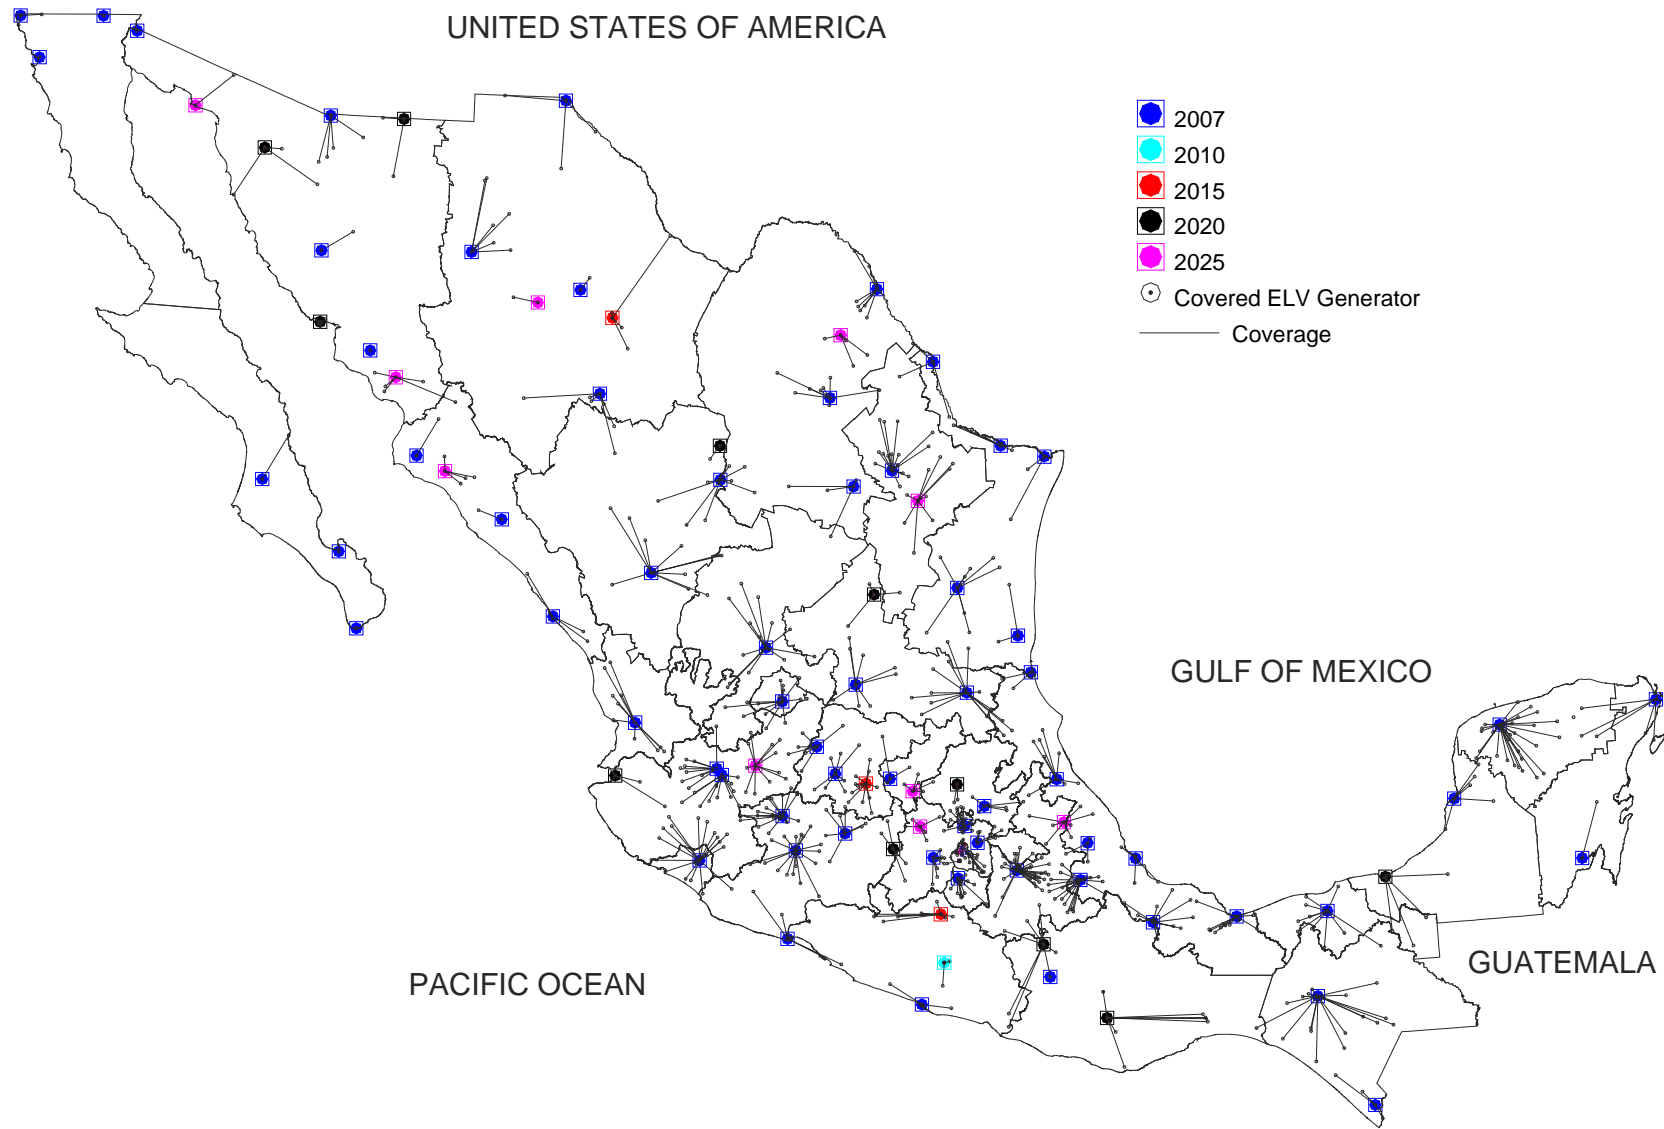 UNITED STATES OF AMERICA
2007
2010
2015
2020
2025
Covered ELV Generator
Coverage
GULF OF MEXICO
PACIFIC OCEAN
GUATEMALA